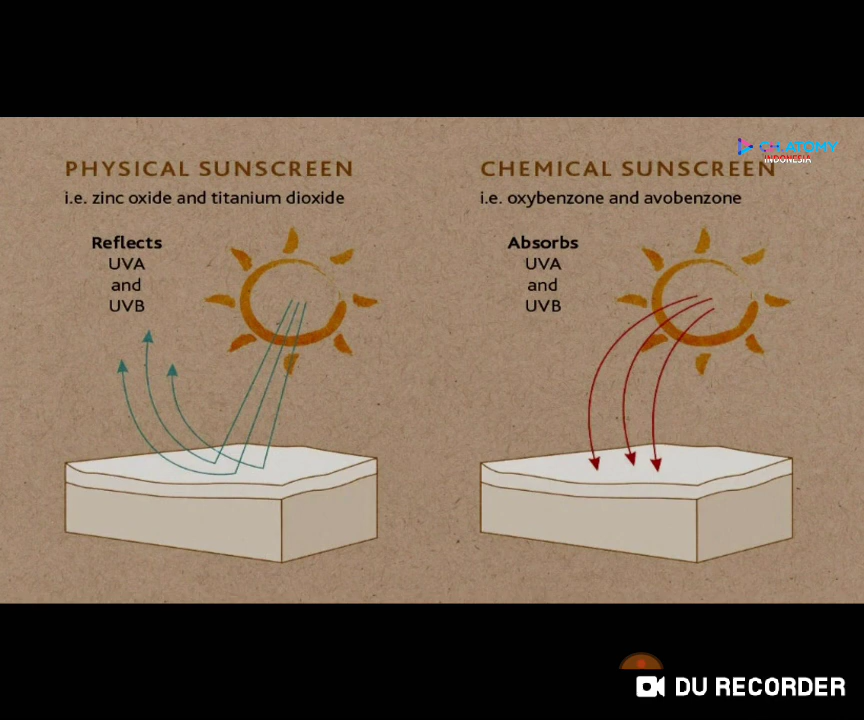 PHYSICAL SUNSCREEN
i.e. zinc oxide and titanium dioxide
Reflects
UVA
and
UVB
CHEMICAL SUNSCREEN
i.e. oxybenzone and avobenzone
Absorbs
UVA
and
UVB
INDONESIA
DU RECORDER